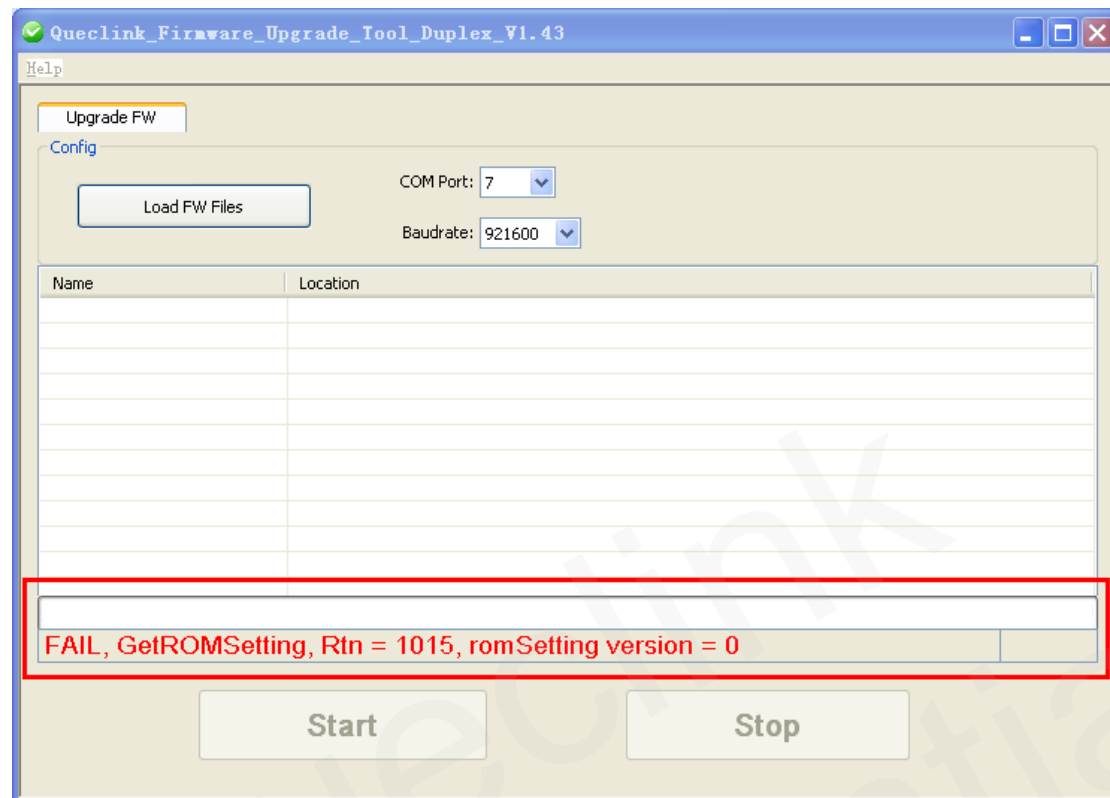 Queclink_Firmware_Upgrade_Tool_Duplex_V1.43
Help
Upgrade FW
Config
Load FW Files
COM Port: 7
Baudrate: 921600
Name Location
FAIL, GetROMSetting, Rtn = 1015, romSetting version = 0
Start Stop